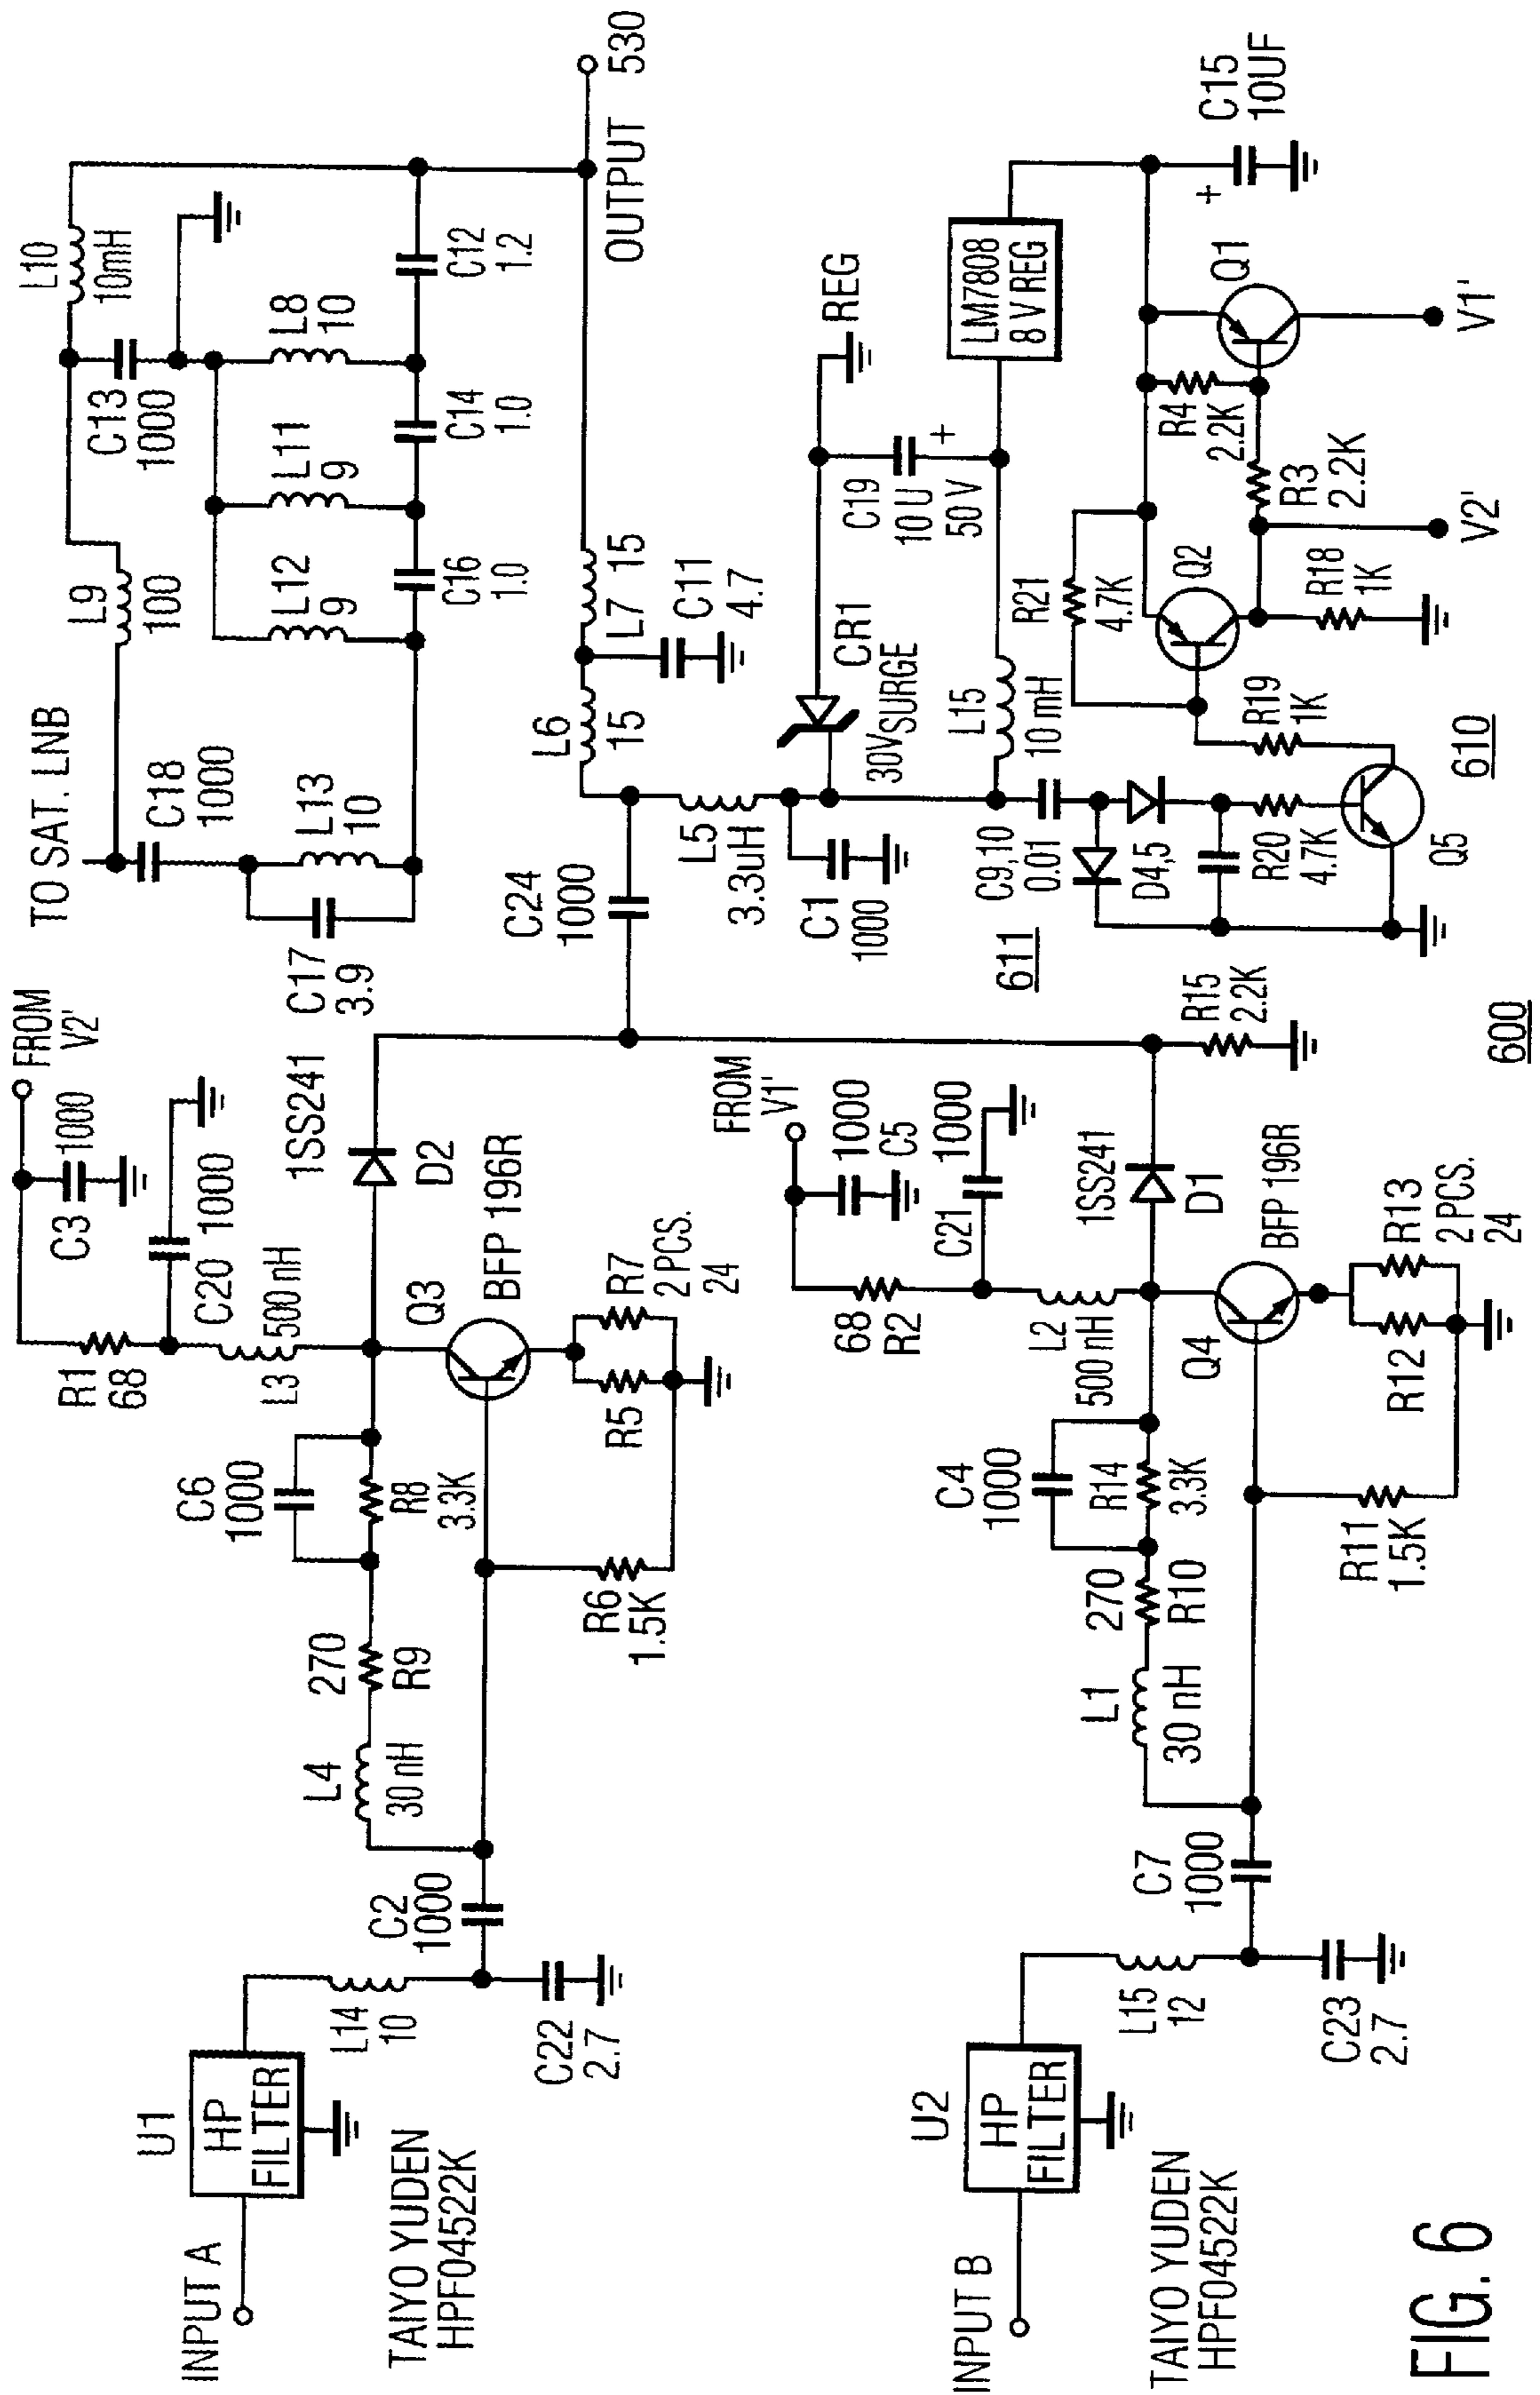 TO SAT. LNB
C18
1000
L13
10
C17
3.9
L9
100
L10
10mH
C13
1000
L12
9
L11
9
L8
10
C16
1.0
C14
1.0
C12
1.2
OUTPUT
530
FROM
V2'
C3
1000
R1
68
C20
1000
L3
500 nH
1SS241
D2
Q3
BFP 196R
R5
R7
2 PCS.
24
C6
1000
R8
3.3K
270
R9
L4
30 nH
R6
1.5K
C2
1000
L14
10
C22
2.7
U1
HP
FILTER
INPUT A
TAIYO YUDEN
HPF04522K
C24
1000
L6
15
L7
15
C11
4.7
L5
3.3uH
C1
1000
CR1
30V SURGE
REG
C19
10 U
50 V
+
L15
10 mH
LM7808
8 V REG
C15
10UF
+
C9,10
0.01
D4,5
R20
4.7K
Q5
R19
1K
R21
4.7K
Q2
R18
1K
R3
2.2K
R4
2.2K
Q1
V1'
V2'
610
611
FROM
V1'
1000
C5
C21
1000
68
R2
L2
500 nH
1SS241
D1
R15
2.2K
Q4
BFP 196R
R12
R13
2 PCS.
24
C4
1000
R14
3.3K
270
R10
L1
30 nH
R11
1.5K
C7
1000
L15
12
C23
2.7
U2
HP
FILTER
INPUT B
TAIYO YUDEN
HPF04522K
600
FIG. 6